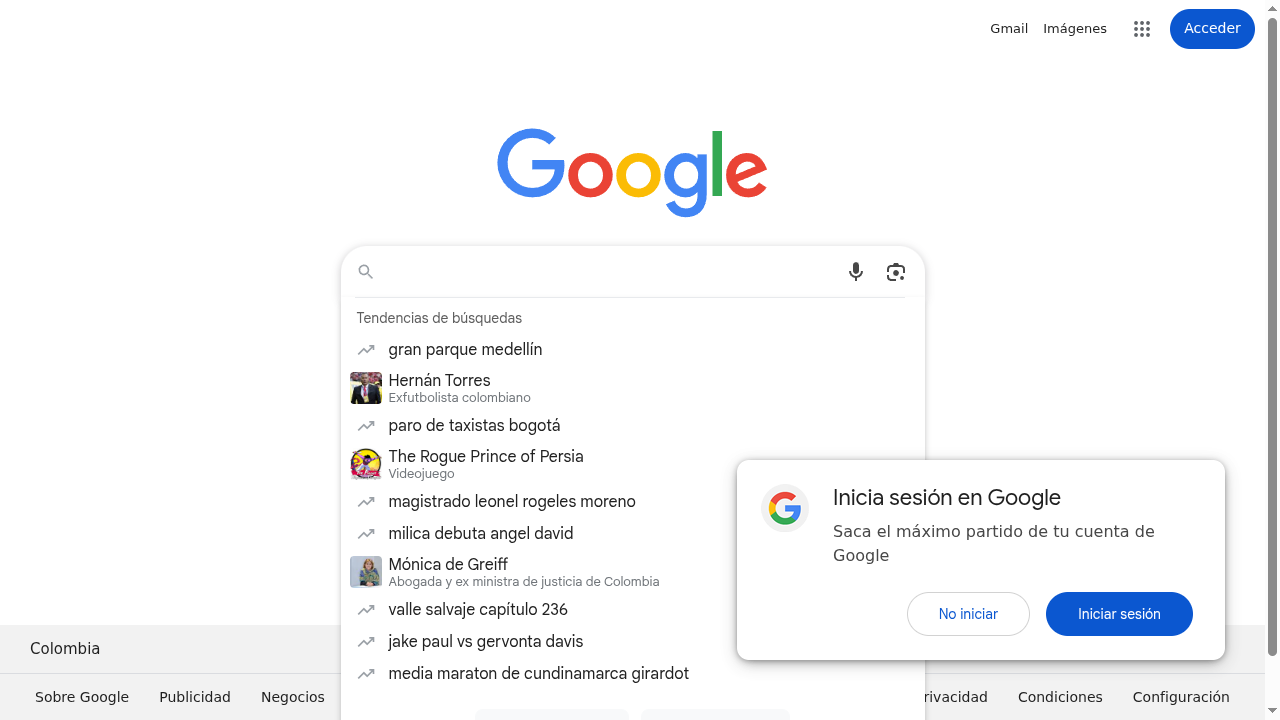 Gmail
Imágenes
Acceder
Google
Tendencias de búsquedas
gran parque medellín
Hernán Torres
Exfutbolista colombiano
paro de taxistas bogotá
The Rogue Prince of Persia
Videojuego
magistrado leonel rogeles moreno
milica debuta angel david
Mónica de Greiff
Abogada y ex ministra de justicia de Colombia
valle salvaje capítulo 236
jake paul vs gervonta davis
media maraton de cundinamarca girardot
Inicia sesión en Google
Saca el máximo partido de tu cuenta de
Google
No iniciar
Iniciar sesión
Colombia
Sobre Google
Publicidad
Negocios
rivacidad
Condiciones
Configuración